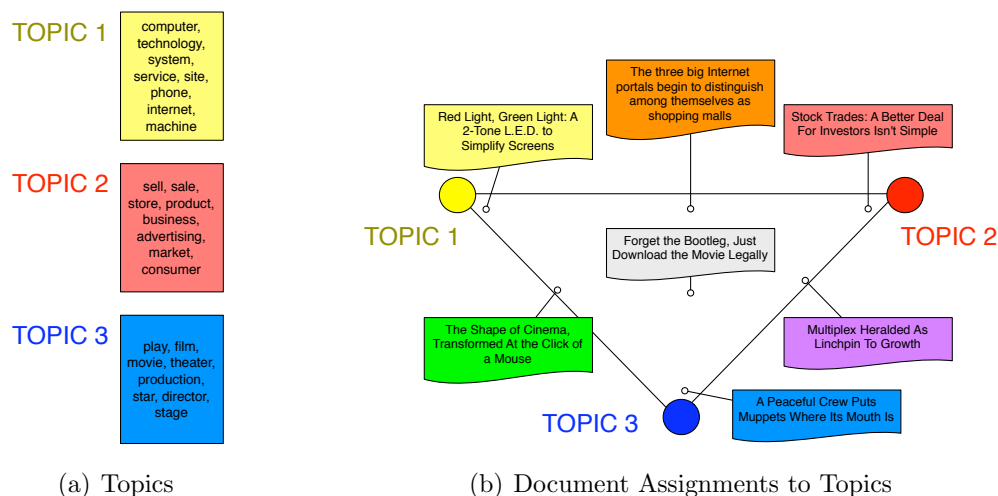 TOPIC 1
computer,
technology,
system,
service, site,
phone,
internet,
machine
TOPIC 2
sell, sale,
store, product,
business,
advertising,
market,
consumer
TOPIC 3
play, film,
movie, theater,
production,
star, director,
stage
(a) Topics
The three big Internet
portals begin to distinguish
among themselves as
shopping malls
Red Light, Green Light: A
2-Tone L.E.D. to
Simplify Screens
Stock Trades: A Better Deal
For Investors Isn't Simple
TOPIC 1
TOPIC 2
Forget the Bootleg, Just
Download the Movie Legally
The Shape of Cinema,
Transformed At the Click of
a Mouse
Multiplex Heralded As
Linchpin To Growth
TOPIC 3
A Peaceful Crew Puts
Muppets Where Its Mouth Is
(b) Document Assignments to Topics